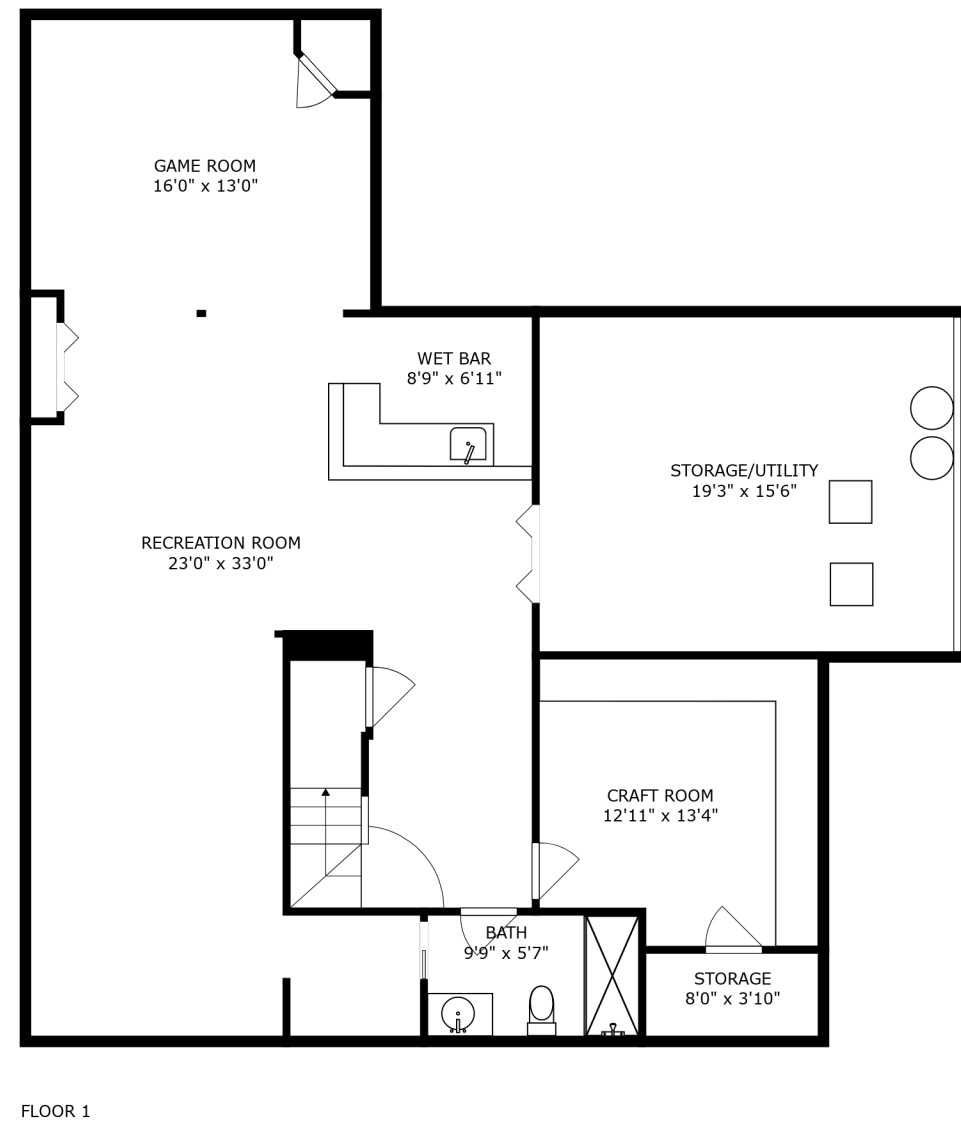 GAME ROOM
16'0" x 13'0"
WET BAR
8'9" x 6'11"
STORAGE/UTILITY
19'3" x 15'6"
RECREATION ROOM
23'0" x 33'0"
CRAFT ROOM
12'11" x 13'4"
BATH
9'9" x 5'7"
STORAGE
8'0" x 3'10"
FLOOR 1